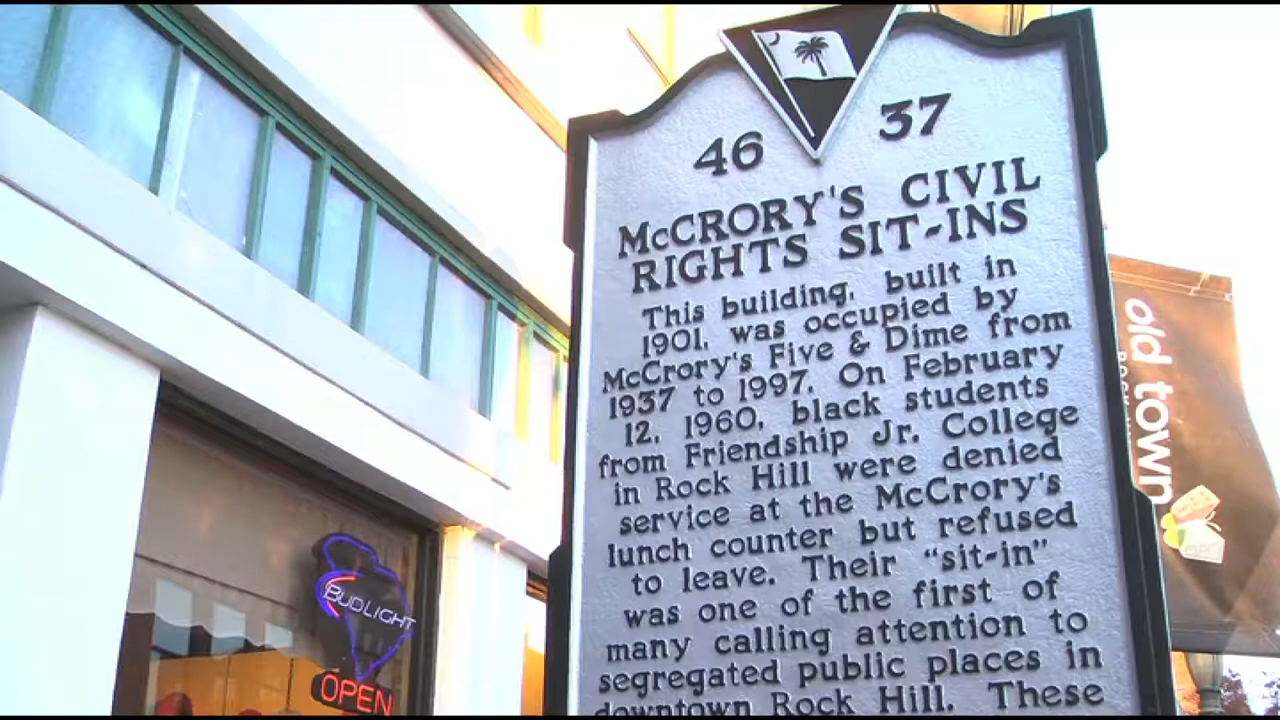 46 37
McCRORY'S CIVIL
RIGHTS SIT-INS
This building, built in
1901, was occupied by
McCrory's Five & Dime from
1937 to 1997. On February
12, 1960, black students
from Friendship Jr. College
in Rock Hill were denied
service at the McCrory's
lunch counter but refused
to leave. Their "sit-in"
was one of the first of
many calling attention to
segregated public places in
downtown Rock Hill. These
BUD LIGHT
OPEN
old town